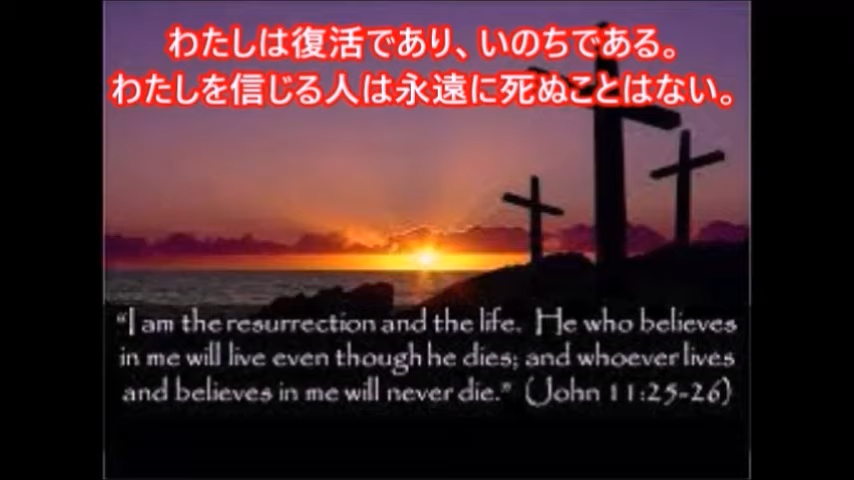 わたしは復活であり、いのちである。
わたしを信じる人は永遠に死ぬことはない。
“I am the resurrection and the life. He who believes
in me will live even though he dies; and whoever lives
and believes in me will never die.” (John 11:25-26)